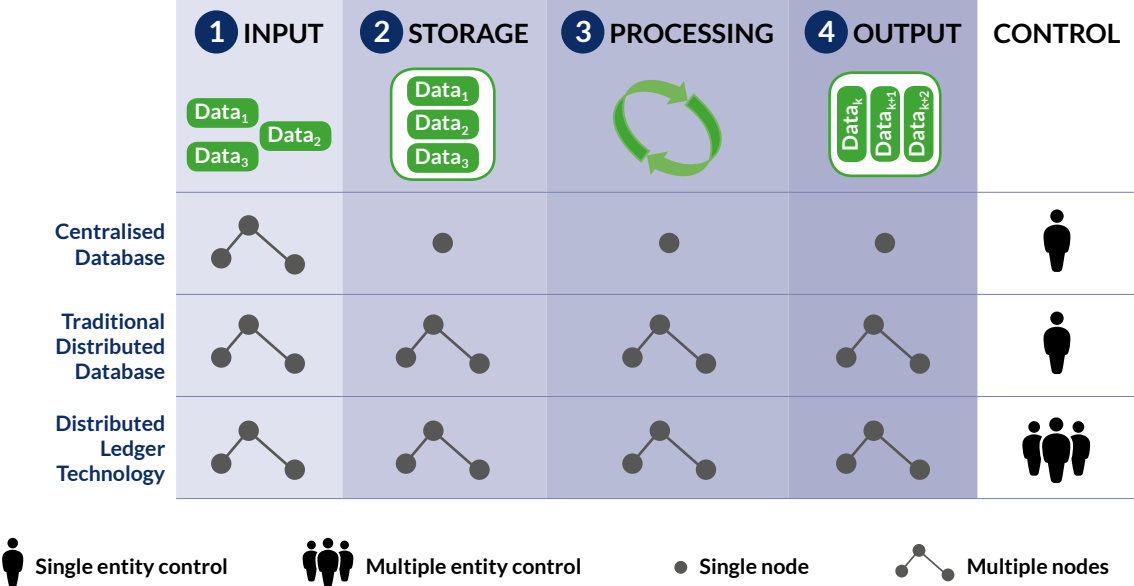 1 INPUT
2 STORAGE
3 PROCESSING
4 OUTPUT
CONTROL
Data1
Data2
Data3
Data1
Data2
Data3
Datak
Datak+1
Datak+2
Centralised
Database
Traditional
Distributed
Database
Distributed
Ledger
Technology
Single entity control
Multiple entity control
Single node
Multiple nodes